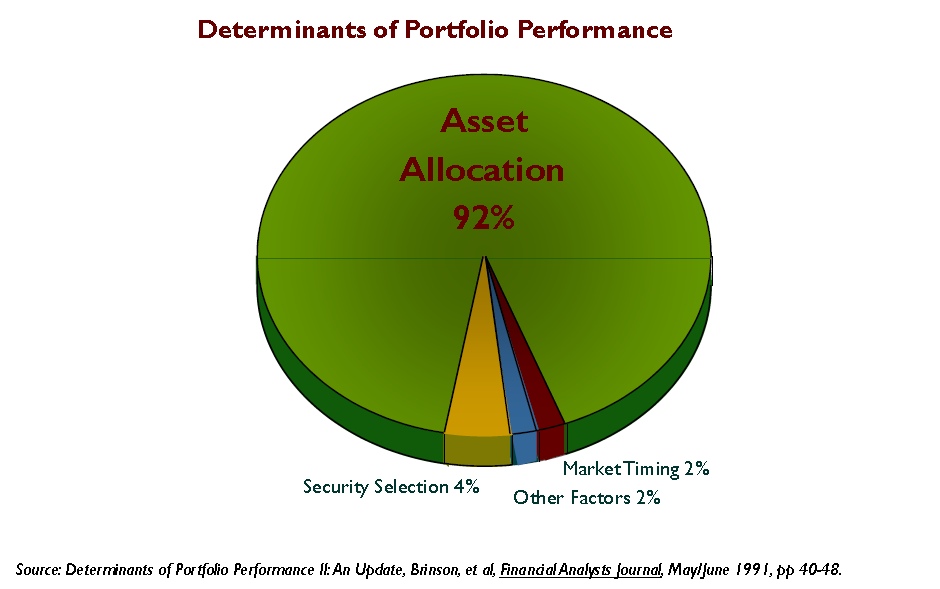 Determinants of Portfolio Performance
Asset
Allocation
92%
Market Timing 2%
Security Selection 4%
Other Factors 2%
Source: Determinants of Portfolio Performance II: An Update, Brinson, et al, Financial Analysts Journal, May/June 1991, pp 40-48.